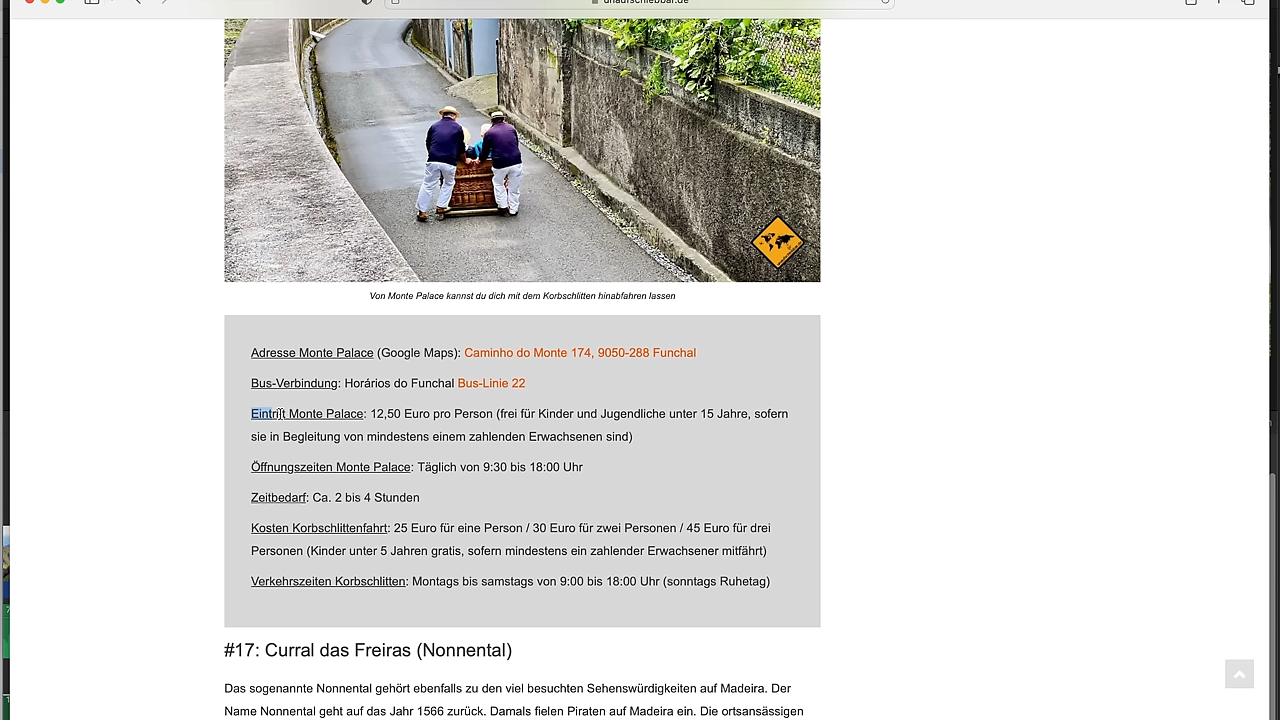 unaufschiebbar.de
Von Monte Palace kannst du dich mit dem Korbschlitten hinabfahren lassen
Adresse Monte Palace (Google Maps): Caminho do Monte 174, 9050-288 Funchal
Bus-Verbindung: Horários do Funchal Bus-Linie 22
Eintritt Monte Palace: 12,50 Euro pro Person (frei für Kinder und Jugendliche unter 15 Jahre, sofern
sie in Begleitung von mindestens einem zahlenden Erwachsenen sind)
Öffnungszeiten Monte Palace: Täglich von 9:30 bis 18:00 Uhr
Zeitbedarf: Ca. 2 bis 4 Stunden
Kosten Korbschlittenfahrt: 25 Euro für eine Person / 30 Euro für zwei Personen / 45 Euro für drei
Personen (Kinder unter 5 Jahren gratis, sofern mindestens ein zahlender Erwachsener mitfährt)
Verkehrszeiten Korbschlitten: Montags bis samstags von 9:00 bis 18:00 Uhr (sonntags Ruhetag)
#17: Curral das Freiras (Nonnental)
Das sogenannte Nonnental gehört ebenfalls zu den viel besuchten Sehenswürdigkeiten auf Madeira. Der
Name Nonnental geht auf das Jahr 1566 zurück. Damals fielen Piraten auf Madeira ein. Die ortsansässigen